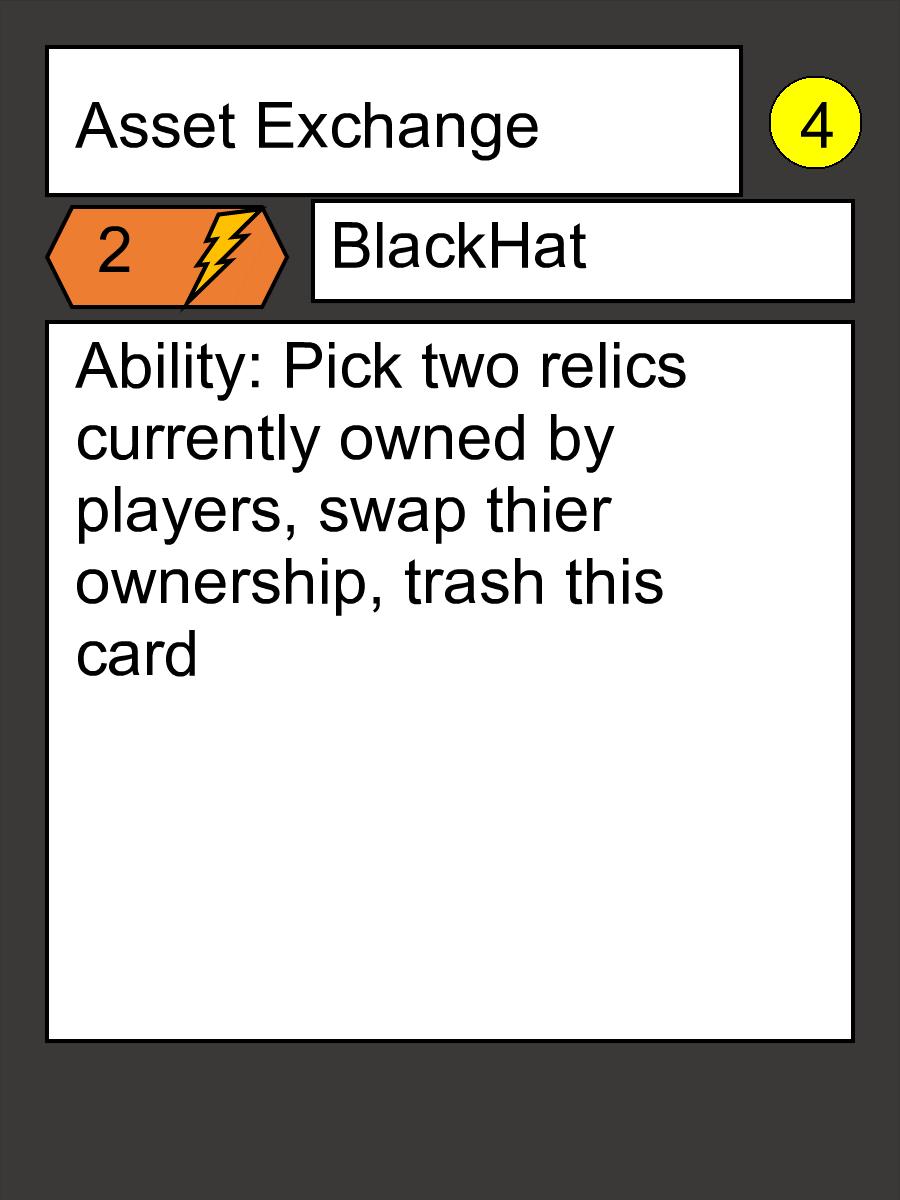 Asset Exchange
4
2
BlackHat
Ability: Pick two relics
currently owned by
players, swap thier
ownership, trash this
card